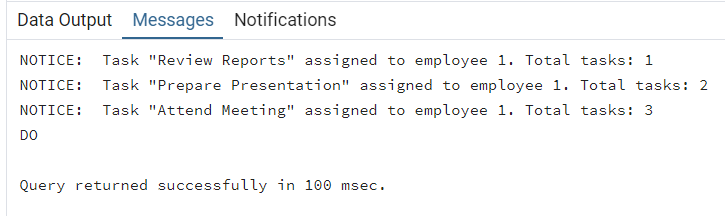 Data Output Messages Notifications
NOTICE:  Task "Review Reports" assigned to employee 1. Total tasks: 1
NOTICE:  Task "Prepare Presentation" assigned to employee 1. Total tasks: 2
NOTICE:  Task "Attend Meeting" assigned to employee 1. Total tasks: 3
DO
Query returned successfully in 100 msec.